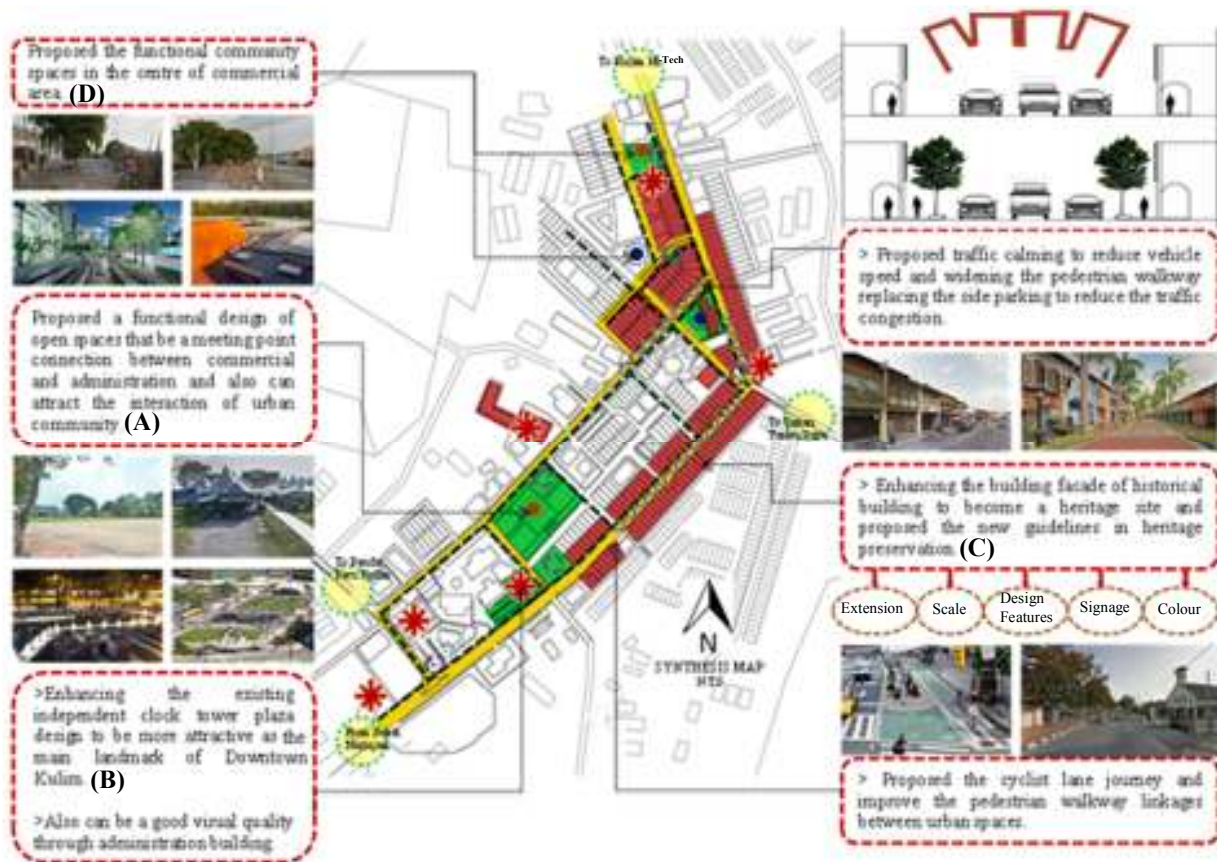 Proposed the functional community
spaces in the centre of commercial
area. (D)
Proposed a functional design of
open spaces that be a meeting point
connection between commercial
and administration and also can
attract the interaction of urban
community (A)
>Enhancing the existing
independent clock tower plaza
design to be more attractive as the
main landmark of Downtown
Kulim. (B)
>Also can be a good visual quality
through administration building
To Kulim Hi-Tech
To
To
N
SYNTHESIS MAP
NTS
> Proposed traffic calming to reduce vehicle
speed and widening the pedestrian walkway
replacing the side parking to reduce the traffic
congestion.
> Enhancing the building facade of historical
building to become a heritage site and
proposed the new guidelines in heritage
preservation. (C)
Extension
Scale
Design
Features
Signage
Colour
> Proposed the cyclist lane journey and
improve the pedestrian walkway linkages
between urban spaces.